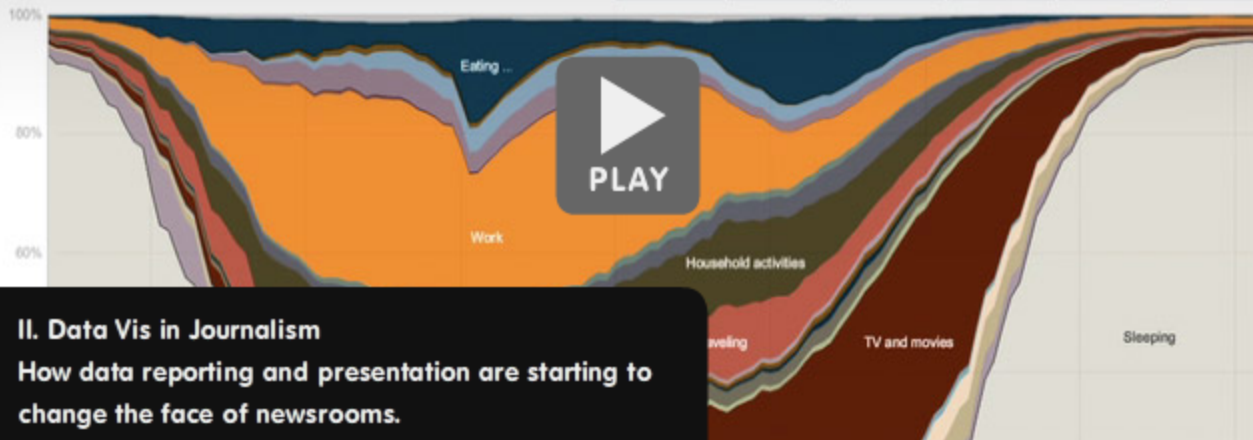 100%
Eating ...
80%
PLAY
Work
60%
Household activities
aveling
TV and movies
Sleeping
II. Data Vis in Journalism
How data reporting and presentation are starting to
change the face of newsrooms.